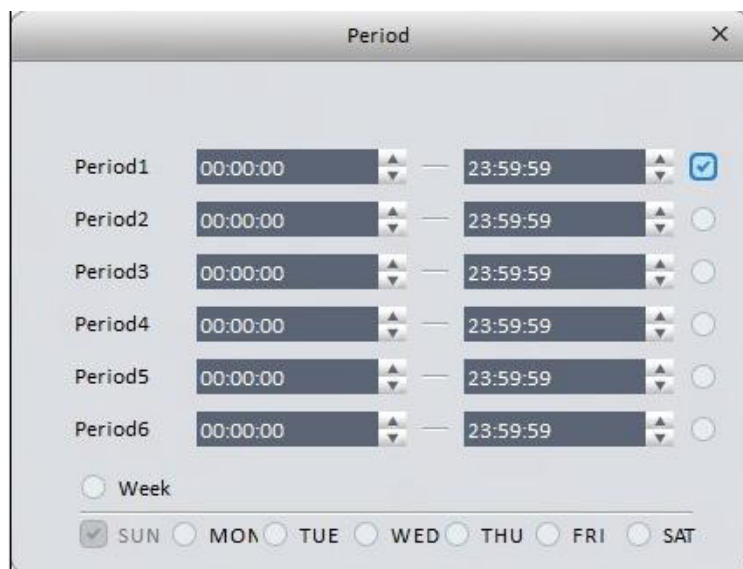 Period
Period1 00:00:00 — 23:59:59
Period2 00:00:00 — 23:59:59
Period3 00:00:00 — 23:59:59
Period4 00:00:00 — 23:59:59
Period5 00:00:00 — 23:59:59
Period6 00:00:00 — 23:59:59
Week
SUN MON TUE WED THU FRI SAT